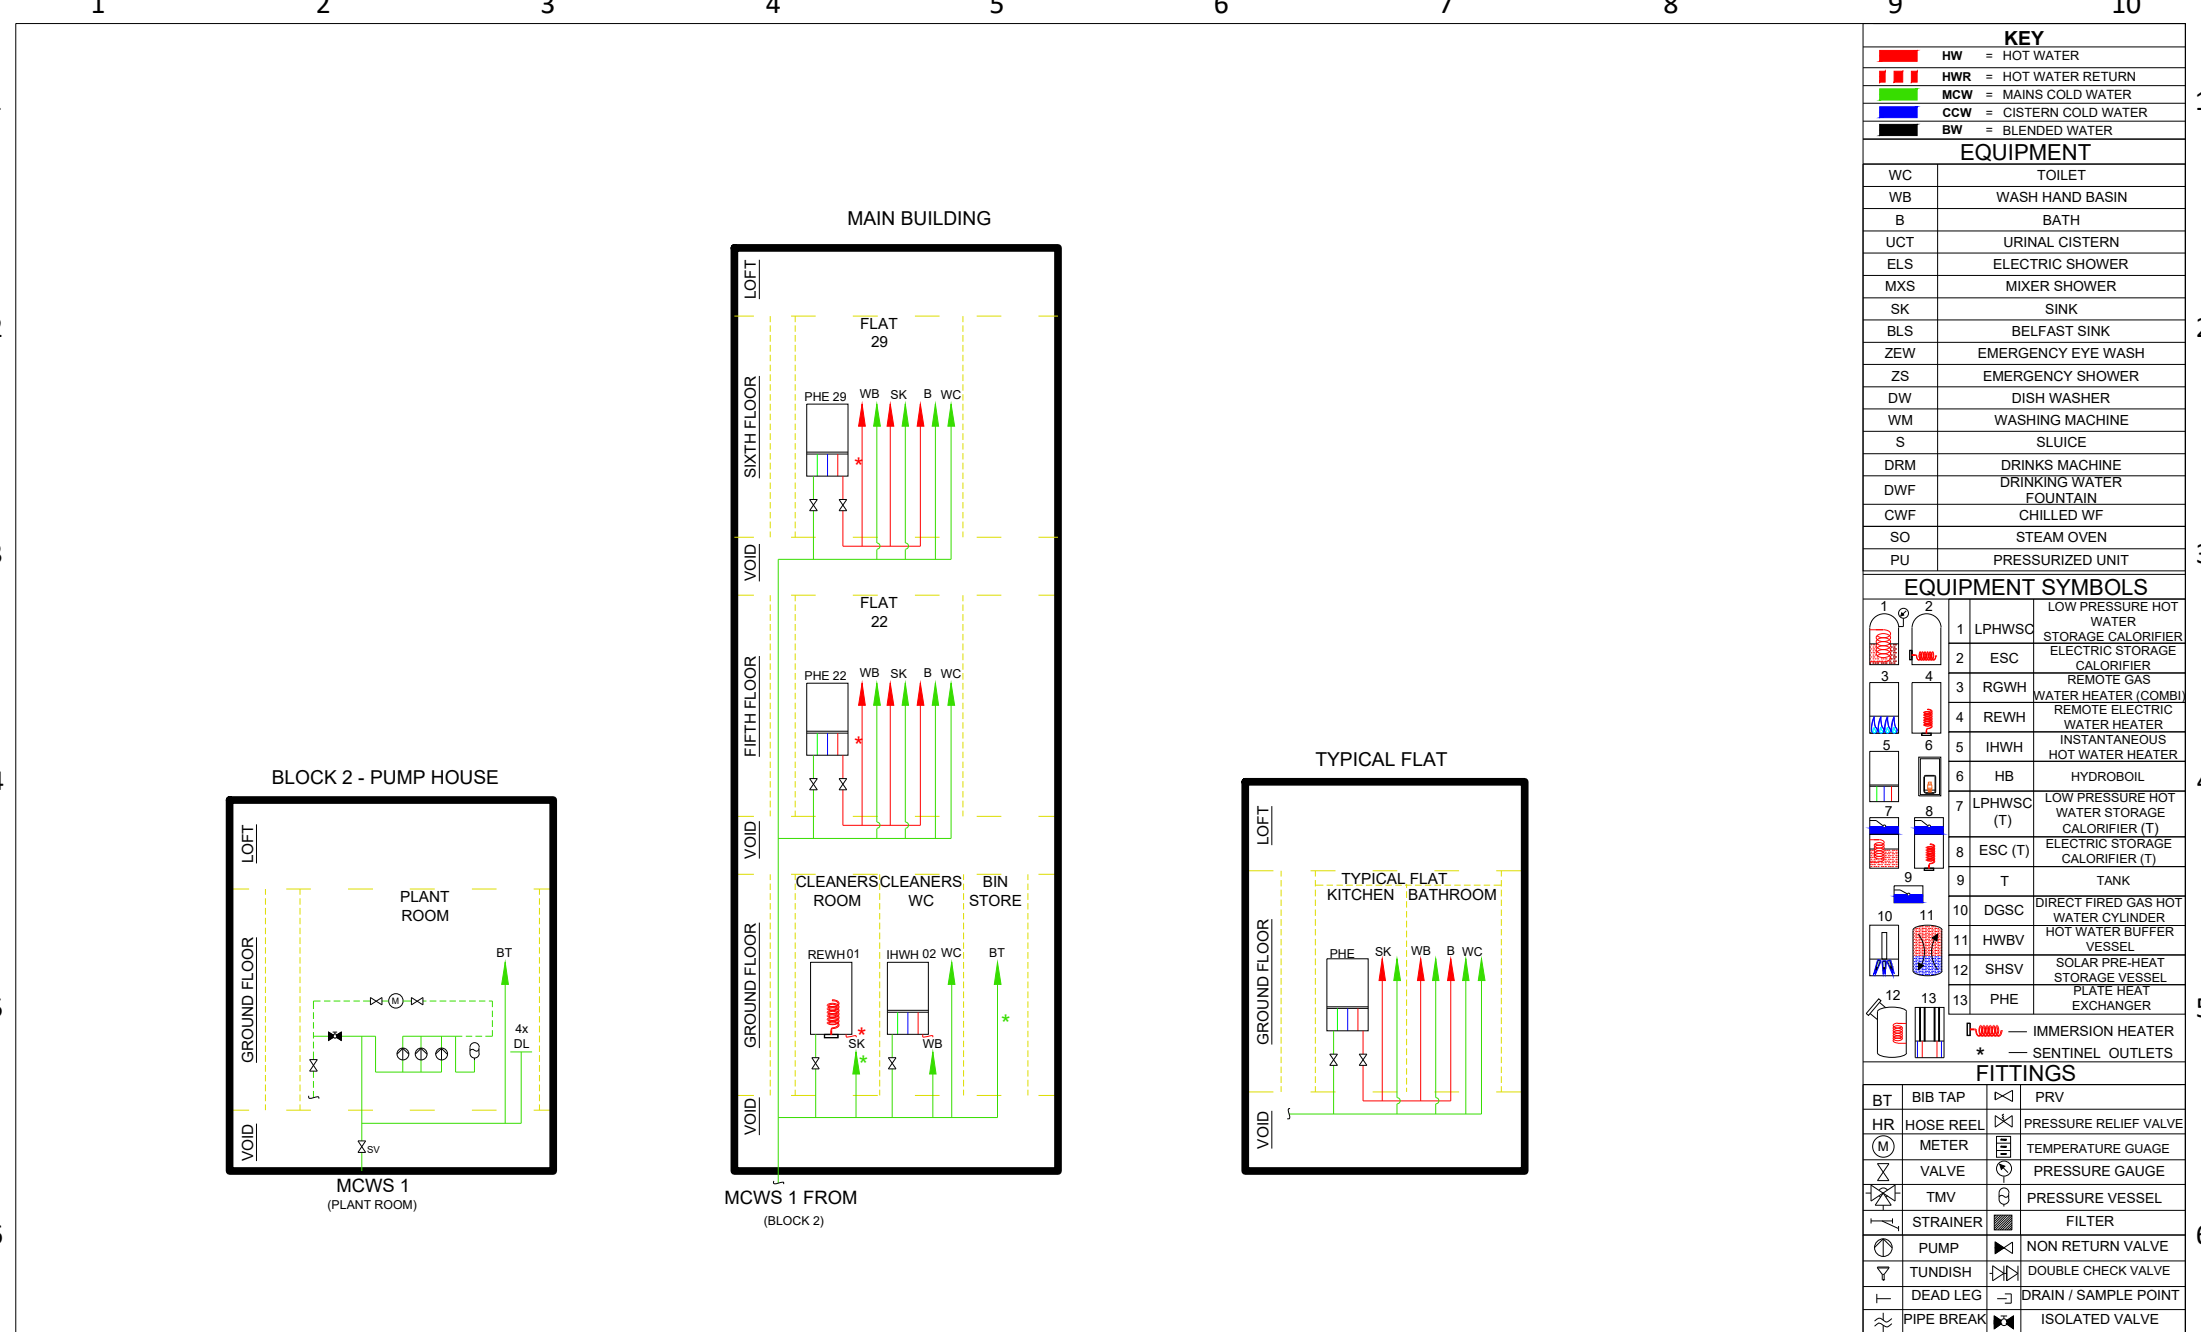 1 2 3 4 5 6 7 8 9 10
MAIN BUILDING
LOFT
FLAT
29
SIXTH FLOOR
PHE 29 WB SK B WC
*
VOID
FLAT
22
FIFTH FLOOR
PHE 22 WB SK B WC
*
VOID
CLEANERS ROOM
CLEANERS WC
BIN STORE
GROUND FLOOR
REWH 01
IHWH 02 WC
BT
*
SK
*
WB
*
VOID
MCWS 1 FROM
(BLOCK 2)
BLOCK 2 - PUMP HOUSE
LOFT
PLANT
ROOM
GROUND FLOOR
BT
M
4x
DL
VOID
SV
MCWS 1
(PLANT ROOM)
TYPICAL FLAT
LOFT
TYPICAL FLAT
KITCHEN BATHROOM
GROUND FLOOR
PHE SK WB B WC
VOID
KEY
HW = HOT WATER
HWR = HOT WATER RETURN
MCW = MAINS COLD WATER
CCW = CISTERN COLD WATER
BW = BLENDED WATER
EQUIPMENT
WC TOILET
WB WASH HAND BASIN
B BATH
UCT URINAL CISTERN
ELS ELECTRIC SHOWER
MXS MIXER SHOWER
SK SINK
BLS BELFAST SINK
ZEW EMERGENCY EYE WASH
ZS EMERGENCY SHOWER
DW DISH WASHER
WM WASHING MACHINE
S SLUICE
DRM DRINKS MACHINE
DWF DRINKING WATER
FOUNTAIN
CWF CHILLED WF
SO STEAM OVEN
PU PRESSURIZED UNIT
EQUIPMENT SYMBOLS
1 2
3 4
5 6
7 8
9
10 11
12 13
1 LPHWSC LOW PRESSURE HOT
WATER
STORAGE CALORIFIER
2 ESC ELECTRIC STORAGE
CALORIFIER
3 RGWH REMOTE GAS
WATER HEATER (COMBI)
4 REWH REMOTE ELECTRIC
WATER HEATER
5 IHWH INSTANTANEOUS
HOT WATER HEATER
6 HB HYDROBOIL
7 LPHWSC (T) LOW PRESSURE HOT
WATER STORAGE
CALORIFIER (T)
8 ESC (T) ELECTRIC STORAGE
CALORIFIER (T)
9 T TANK
10 DGSC DIRECT FIRED GAS HOT
WATER CYLINDER
11 HWBV HOT WATER BUFFER
VESSEL
12 SHSV SOLAR PRE-HEAT
STORAGE VESSEL
13 PHE PLATE HEAT
EXCHANGER
— IMMERSION HEATER
* — SENTINEL OUTLETS
FITTINGS
BT BIB TAP PRV
HR HOSE REEL PRESSURE RELIEF VALVE
M METER TEMPERATURE GUAGE
VALVE PRESSURE GAUGE
TMV PRESSURE VESSEL
STRAINER FILTER
PUMP NON RETURN VALVE
TUNDISH DOUBLE CHECK VALVE
DEAD LEG DRAIN / SAMPLE POINT
PIPE BREAK ISOLATED VALVE